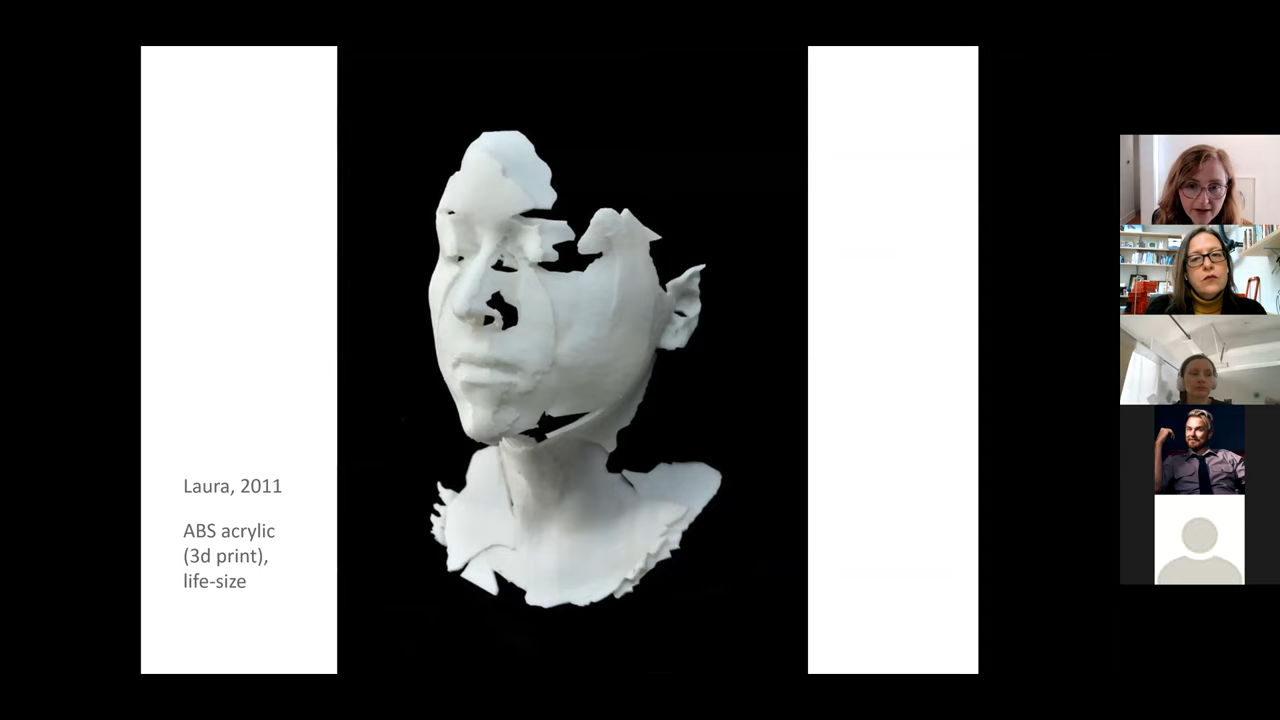 Laura, 2011
ABS acrylic
(3d print),
life-size